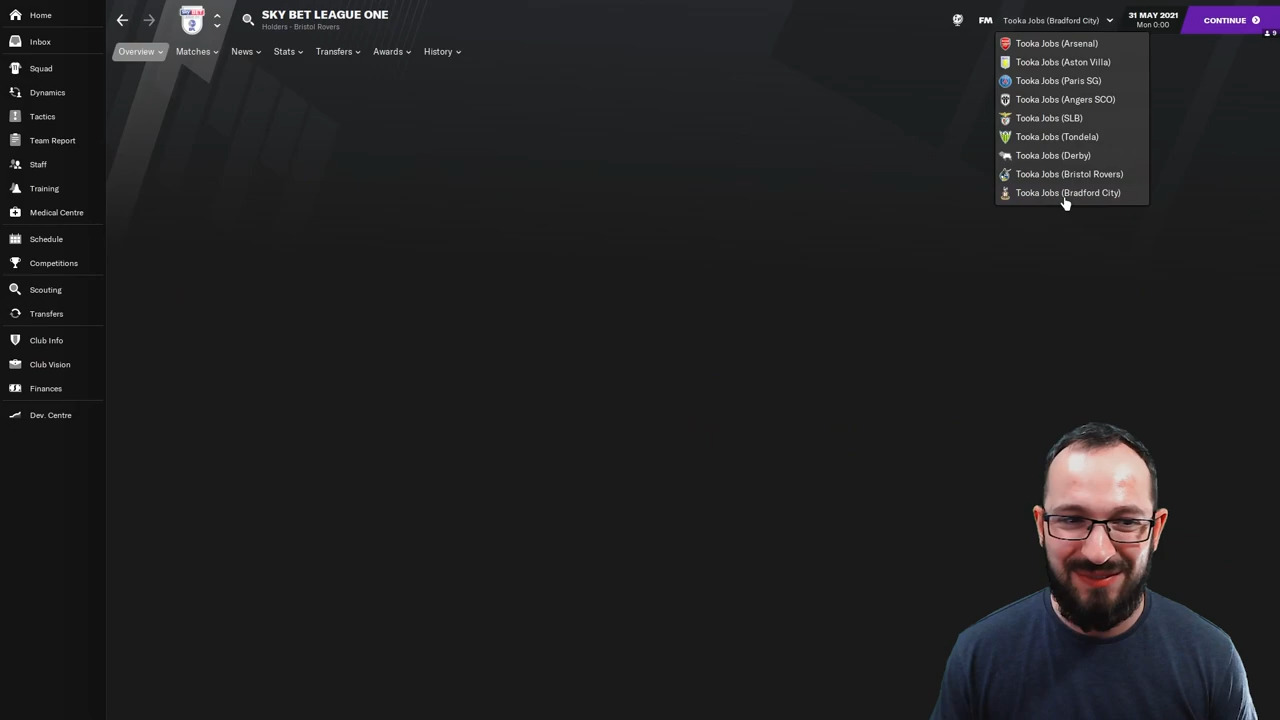 Home
Inbox
Squad
Dynamics
Tactics
Team Report
Staff
Training
Medical Centre
Schedule
Competitions
Scouting
Transfers
Club Info
Club Vision
Finances
Dev. Centre
SKY BET
EFL
SKY BET LEAGUE ONE
Holders - Bristol Rovers
Overview
Matches
News
Stats
Transfers
Awards
History
FM
Tooka Jobs (Bradford City)
31 MAY 2021
Mon 0:00
CONTINUE
9
Tooka Jobs (Arsenal)
Tooka Jobs (Aston Villa)
Tooka Jobs (Paris SG)
Tooka Jobs (Angers SCO)
Tooka Jobs (SLB)
Tooka Jobs (Tondela)
Tooka Jobs (Derby)
Tooka Jobs (Bristol Rovers)
Tooka Jobs (Bradford City)